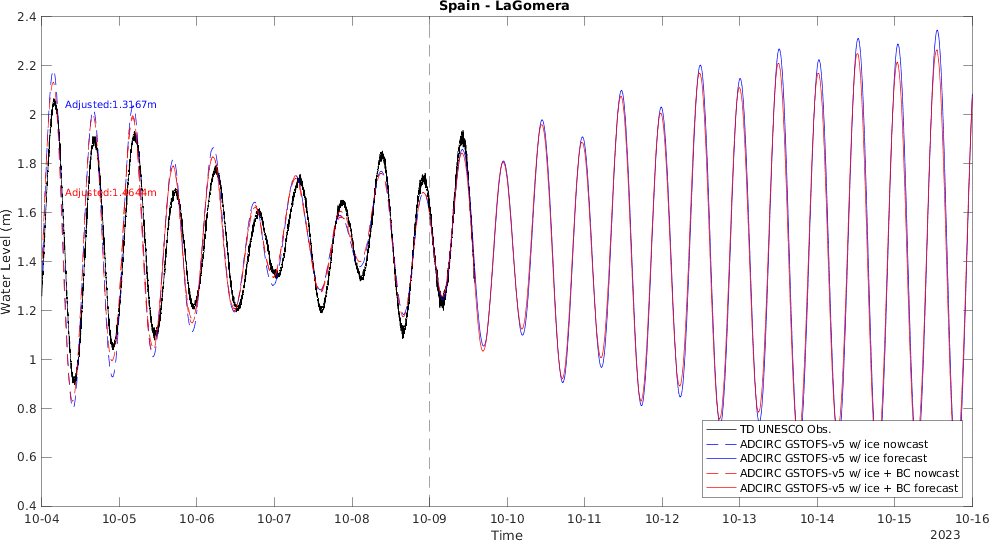 Spain - LaGomera
2.4
2.2
2
1.8
1.6
1.4
1.2
1
0.8
0.6
0.4
Water Level (m)
Adjusted:1.3167m
Adjusted:1.4644m
TD UNESCO Obs.
ADCIRC GSTOFS-v5 w/ ice nowcast
ADCIRC GSTOFS-v5 w/ ice forecast
ADCIRC GSTOFS-v5 w/ ice + BC nowcast
ADCIRC GSTOFS-v5 w/ ice + BC forecast
10-04 10-05 10-06 10-07 10-08 10-09 10-10 10-11 10-12 10-13 10-14 10-15 10-16
Time
2023